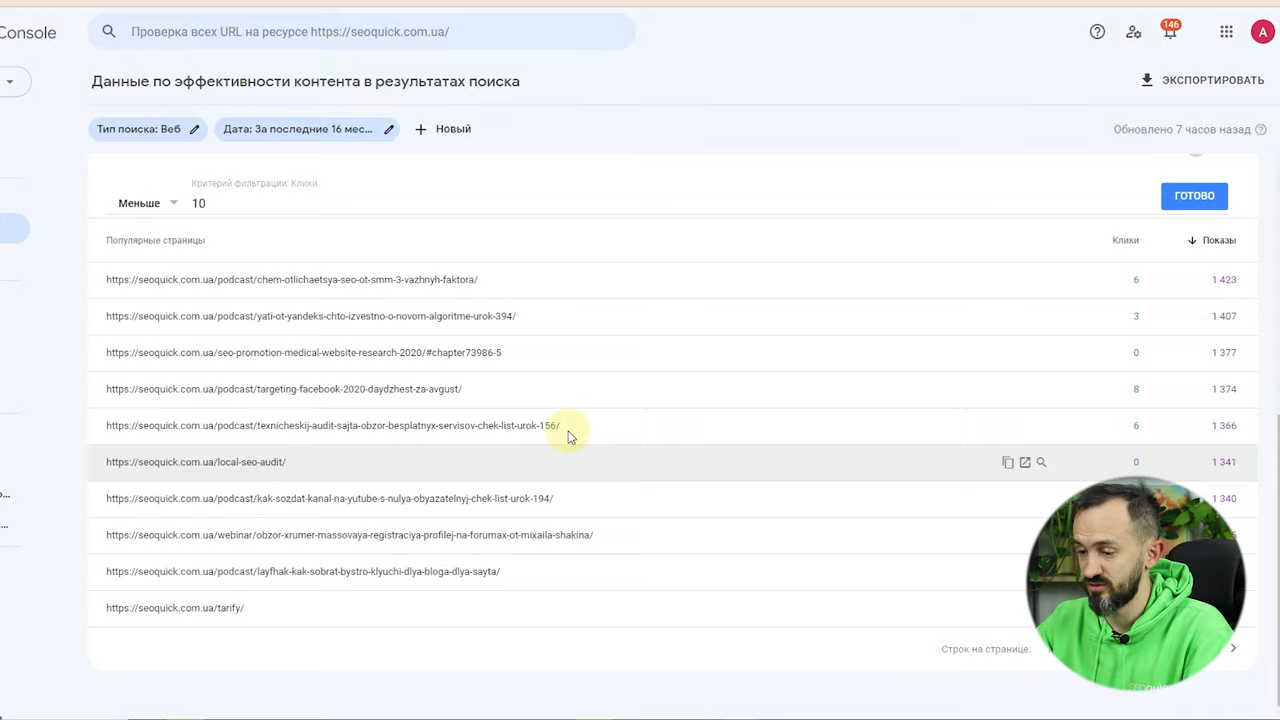 Console
Проверка всех URL на ресурсе https://seoquick.com.ua/
146
A
Данные по эффективности контента в результатах поиска
ЭКСПОРТИРОВАТЬ
Тип поиска: Веб
Дата: За последние 16 мес...
Новый
Обновлено 7 часов назад
Критерий фильтрации: Клики
Меньше
10
ГОТОВО
Популярные страницы Клики Показы
https://seoquick.com.ua/podcast/chem-otlichaetsya-seo-ot-smm-3-vazhnyh-faktora/ 6 1 423
https://seoquick.com.ua/podcast/yati-ot-yandeks-chto-izvestno-o-novom-algoritme-urok-394/ 3 1 407
https://seoquick.com.ua/seo-promotion-medical-website-research-2020/#chapter73986-5 0 1 377
https://seoquick.com.ua/podcast/targeting-facebook-2020-daydzhest-za-avgust/ 8 1 374
https://seoquick.com.ua/podcast/texnicheskij-audit-sajta-obzor-besplatnyx-servisov-chek-list-urok-156/ 6 1 366
https://seoquick.com.ua/local-seo-audit/ 0 1 341
https://seoquick.com.ua/podcast/kak-sozdat-kanal-na-yutube-s-nulya-obyazatelnyj-chek-list-urok-194/ 1 340
https://seoquick.com.ua/webinar/obzor-xrumer-massovaya-registraciya-profilej-na-forumax-ot-mixaila-shakina/
https://seoquick.com.ua/podcast/layfhak-kak-sobrat-bystro-klyuchi-dlya-bloga-dlya-sayta/
https://seoquick.com.ua/tarify/
Строк на странице: